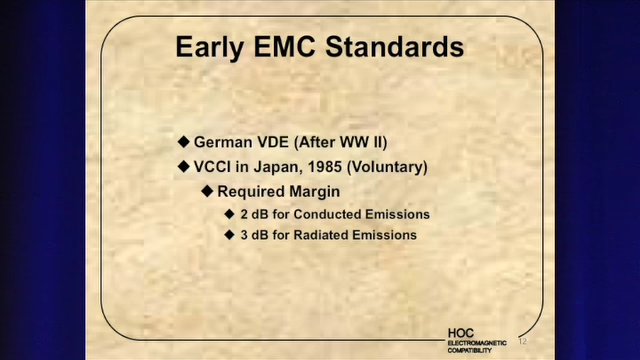 Early EMC Standards
German VDE (After WW II)
VCCI in Japan, 1985 (Voluntary)
Required Margin
2 dB for Conducted Emissions
3 dB for Radiated Emissions
HOC
ELECTROMAGNETIC
COMPATIBILITY
12